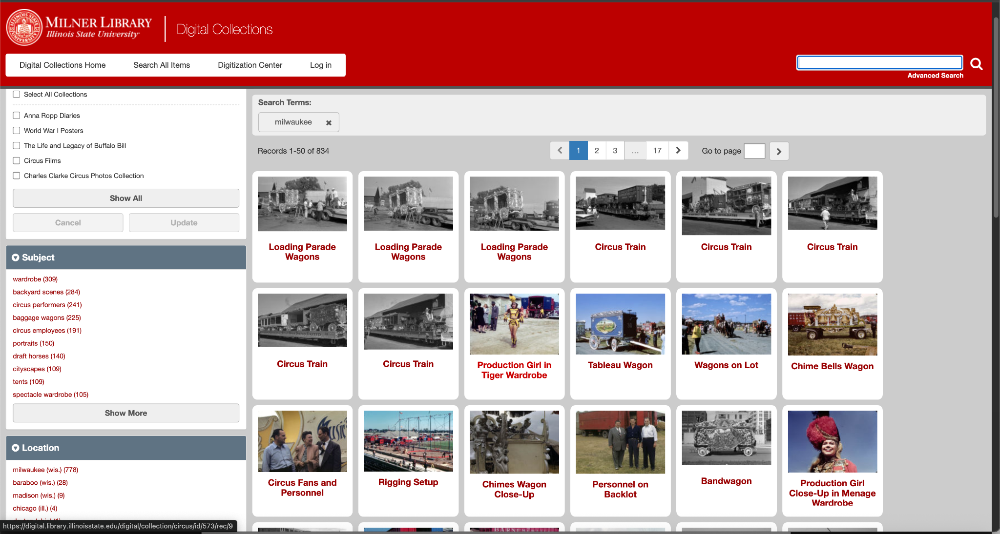 MILNER LIBRARY
Illinois State University
Digital Collections
Digital Collections Home
Search All Items
Digitization Center
Log in
Advanced Search
Select All Collections
Anna Ropp Diaries
World War I Posters
The Life and Legacy of Buffalo Bill
Circus Films
Charles Clarke Circus Photos Collection
Show All
Cancel
Update
Subject
wardrobe (309)
backyard scenes (284)
circus performers (241)
baggage wagons (225)
circus employees (191)
portraits (150)
draft horses (140)
cityscapes (109)
tents (109)
spectacle wardrobe (105)
Show More
Location
milwaukee (wis.) (778)
baraboo (wis.) (28)
madison (wis.) (9)
chicago (ill.) (4)
https://digital.library.illinoisstate.edu/digital/collection/circus/id/573/rec/9
Search Terms:
milwaukee
Records 1-50 of 834
1
2
3
...
17
Go to page
Loading Parade
Wagons
Loading Parade
Wagons
Loading Parade
Wagons
Circus Train
Circus Train
Circus Train
Circus Train
Circus Train
Production Girl in
Tiger Wardrobe
Tableau Wagon
31
Wagons on Lot
Chime Bells Wagon
Circus Fans and
Personnel
Rigging Setup
Chimes Wagon
Close-Up
Personnel on
Backlot
Bandwagon
Production Girl
Close-Up in Menage
Wardrobe